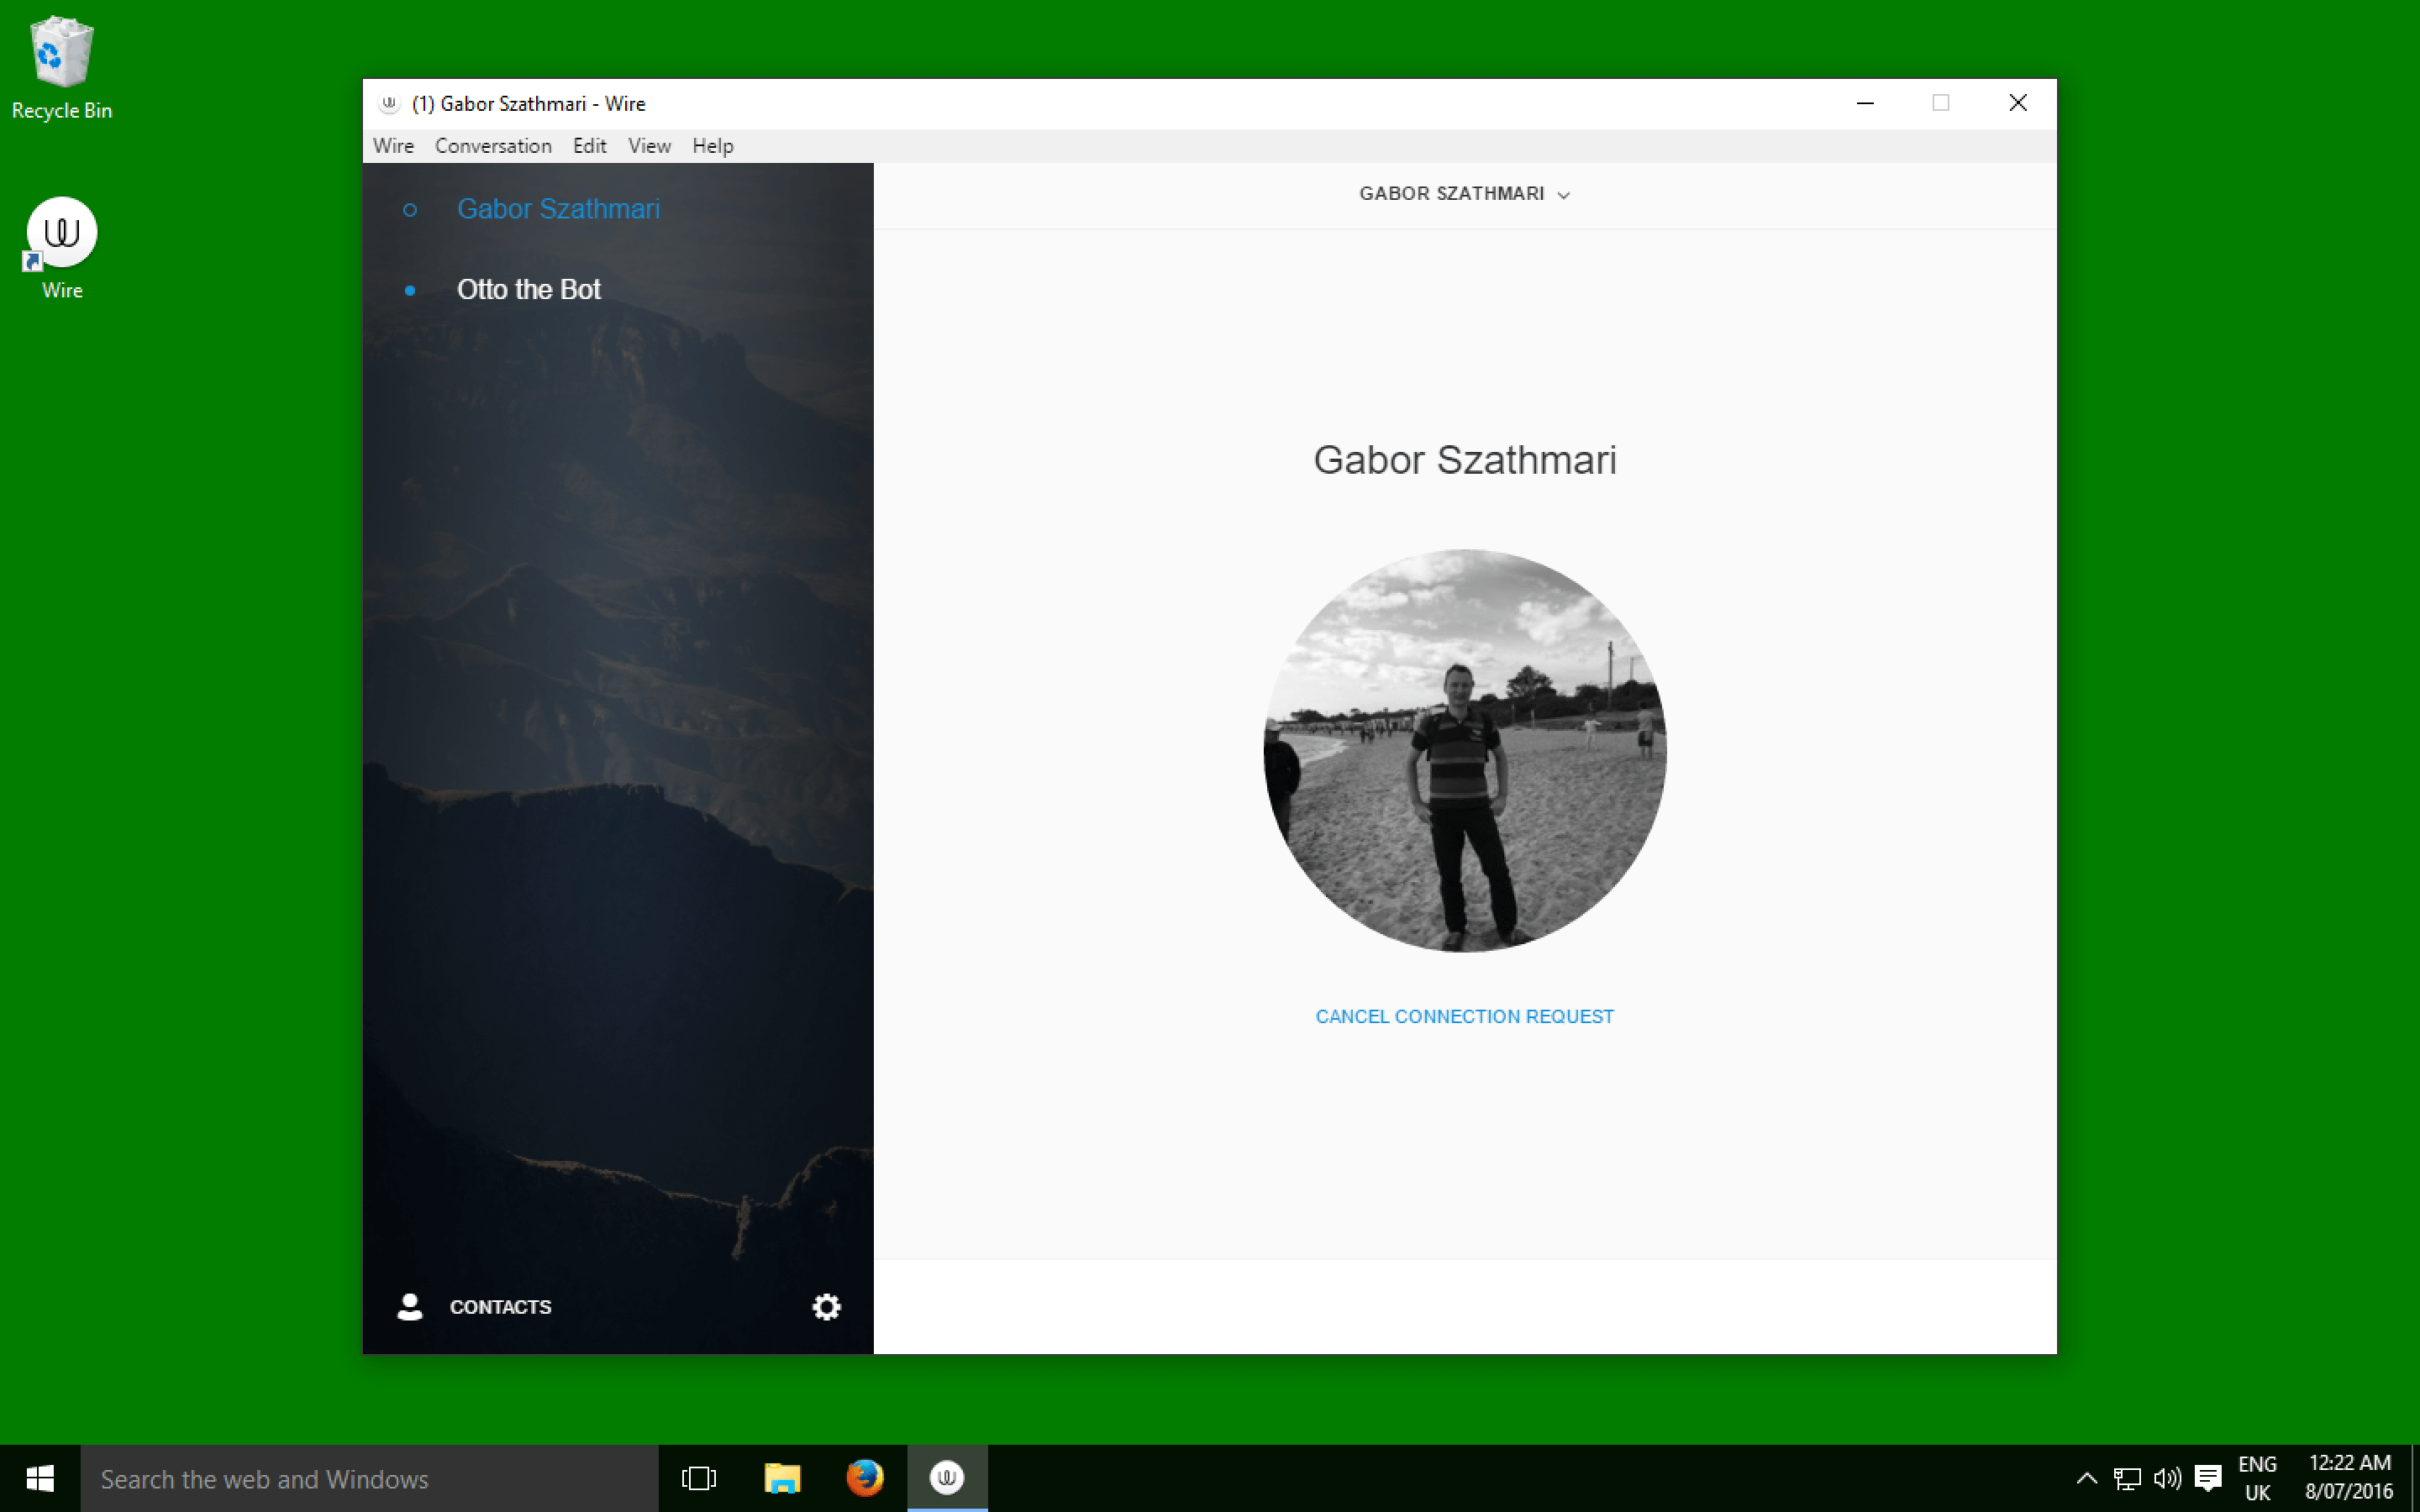 Recycle Bin
Wire
(1) Gabor Szathmari - Wire
Wire Conversation Edit View Help
Gabor Szathmari
Otto the Bot
CONTACTS
GABOR SZATHMARI
Gabor Szathmari
CANCEL CONNECTION REQUEST
Search the web and Windows
ENG
UK
12:22 AM
8/07/2016